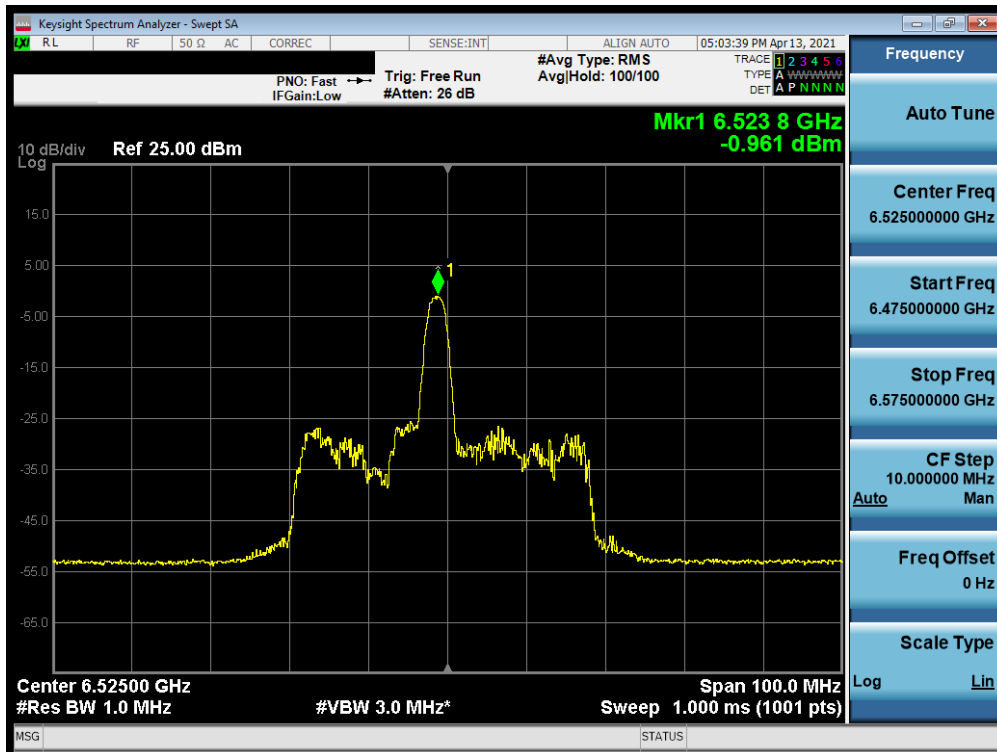 Keysight Spectrum Analyzer - Swept SA
LXI RL RF 50 Ω AC CORREC SENSE:INT ALIGN AUTO 05:03:39 PM Apr 13, 2021
PNO: Fast
IFGain:Low
Trig: Free Run
#Atten: 26 dB
#Avg Type: RMS
Avg|Hold: 100/100
TRACE 1 2 3 4 5 6
TYPE A WWWWW
DET A P N N N N
Mkr1 6.523 8 GHz
-0.961 dBm
10 dB/div Ref 25.00 dBm
Log
15.0
5.00
1
-5.00
-15.0
-25.0
-35.0
-45.0
-55.0
-65.0
Center 6.52500 GHz Span 100.0 MHz
#Res BW 1.0 MHz #VBW 3.0 MHz* Sweep 1.000 ms (1001 pts)
MSG STATUS
Frequency
Auto Tune
Center Freq
6.525000000 GHz
Start Freq
6.475000000 GHz
Stop Freq
6.575000000 GHz
CF Step
10.000000 MHz
Auto Man
Freq Offset
0 Hz
Scale Type
Log Lin